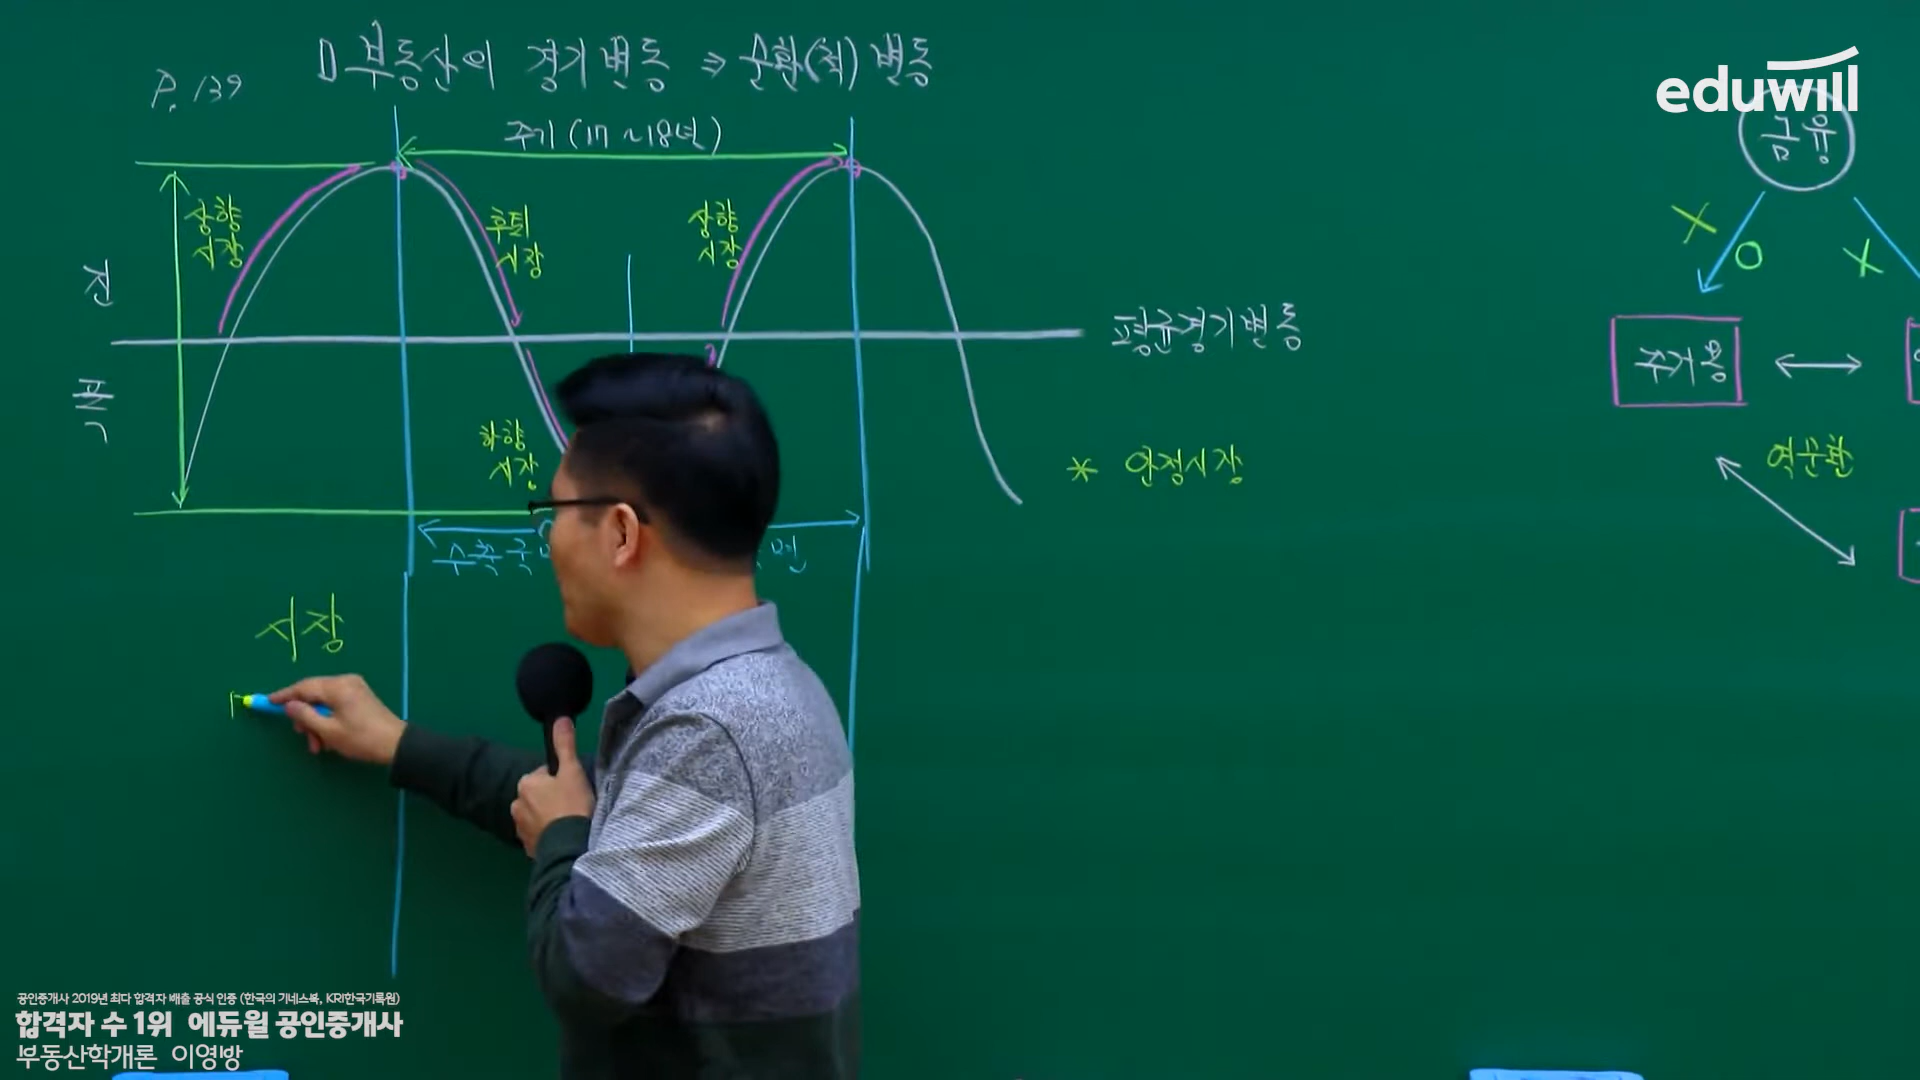 P. 139
1) 부동산의 경기변동 ⇒ 순환(적) 변동
eduwill
금융
주기 (17~18년)
상향
시장
후퇴
시장
상향
시장
X O X
진
폭
평균경기변동
주거용
하향
시장
* 안정시장
역순환
수축국
시장
공인중개사 2019년 최다 합격자 배출 공식 인증 (한국의 기네스북, KRI한국기록원)
합격자 수 1위 에듀윌 공인중개사
부동산학개론 이영방